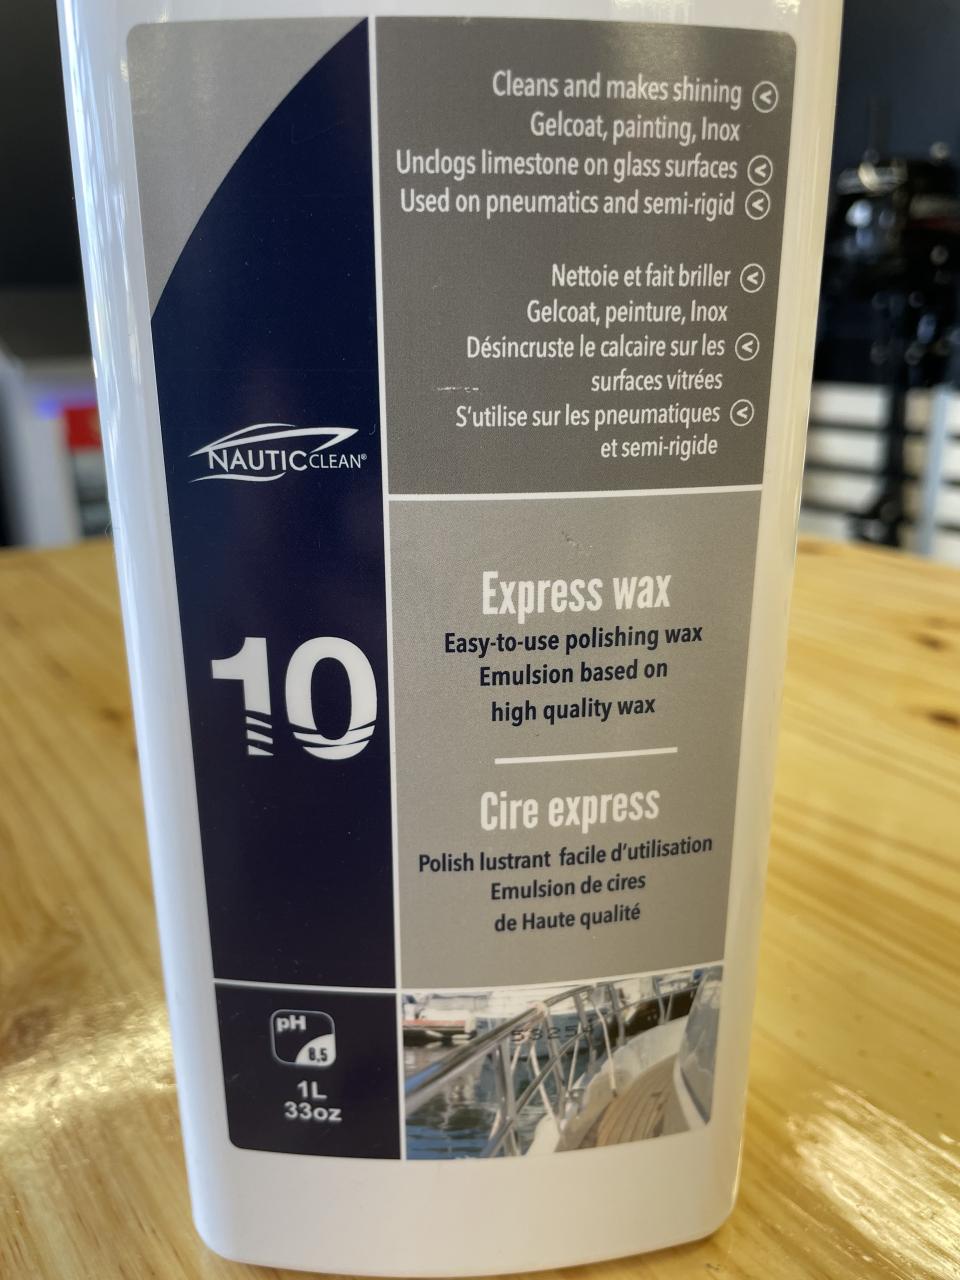 Cleans and makes shining
Gelcoat, painting, Inox
Unclogs limestone on glass surfaces
Used on pneumatics and semi-rigid
Nettoie et fait briller
Gelcoat, peinture, Inox
Désincruste le calcaire sur les
surfaces vitrées
S'utilise sur les pneumatiques
et semi-rigide
NAUTICCLEAN®
10
Express wax
Easy-to-use polishing wax
Emulsion based on
high quality wax
Cire express
Polish lustrant facile d'utilisation
Emulsion de cires
de Haute qualité
pH
8,5
1L
33oz
53254